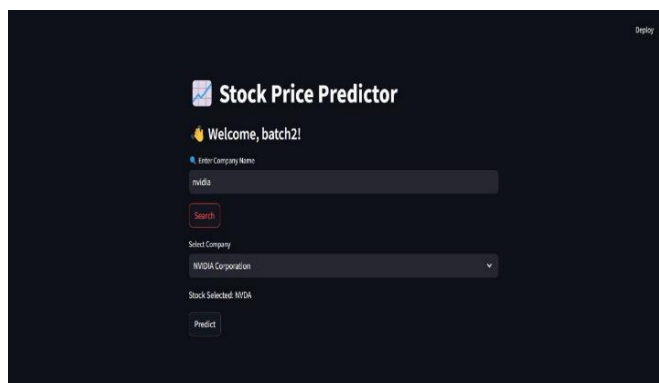 Deploy
Stock Price Predictor
Welcome, batch2!
Enter Company Name
nvidia
Search
Select Company
NVIDIA Corporation
Stock Selected: NVDA
Predict